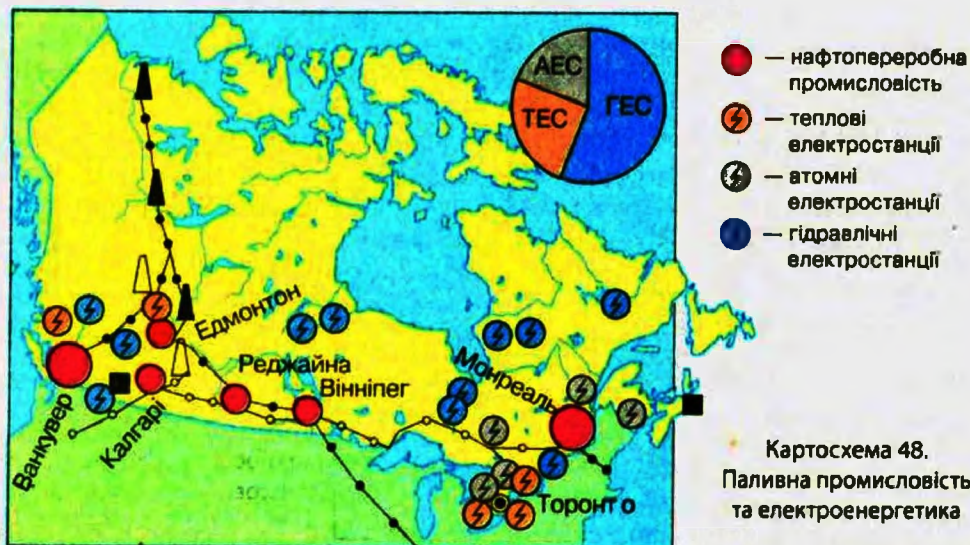 АЕС
ТЕС
ГЕС
Едмонтон
Реджайна
Вінніпег
Монреаль
Ванкувер
Калгарі
Торонто
— нафтопереробна
промисловість
— теплові
електростанції
— атомні
електростанції
— гідравлічні
електростанції
Картосхема 48.
Паливна промисловість
та електроенергетика